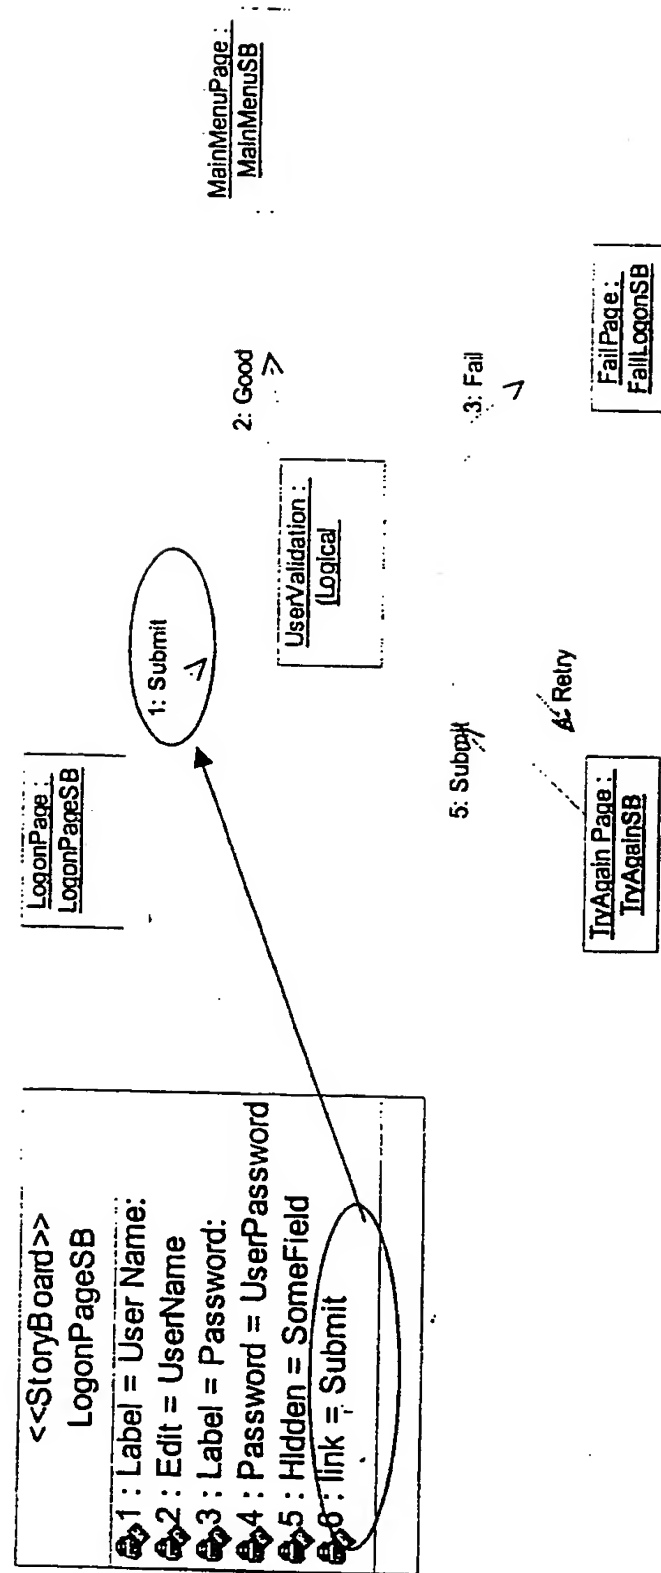 <<StoryBoard>>
LogonPageSB
1 : Label = User Name:
2 : Edit = UserName
3 : Label = Password:
4 : Password = UserPassword
5 : Hidden = SomeField
6 : link = Submit
LogonPage :
LogonPageSB
1: Submit
2: Good
MainMenuPage :
MainMenuSB
UserValidation :
(Logical
3: Fail
5: Submit
Retry
FailPage :
FailLogonSB
TryAgain Page :
TryAgainSB